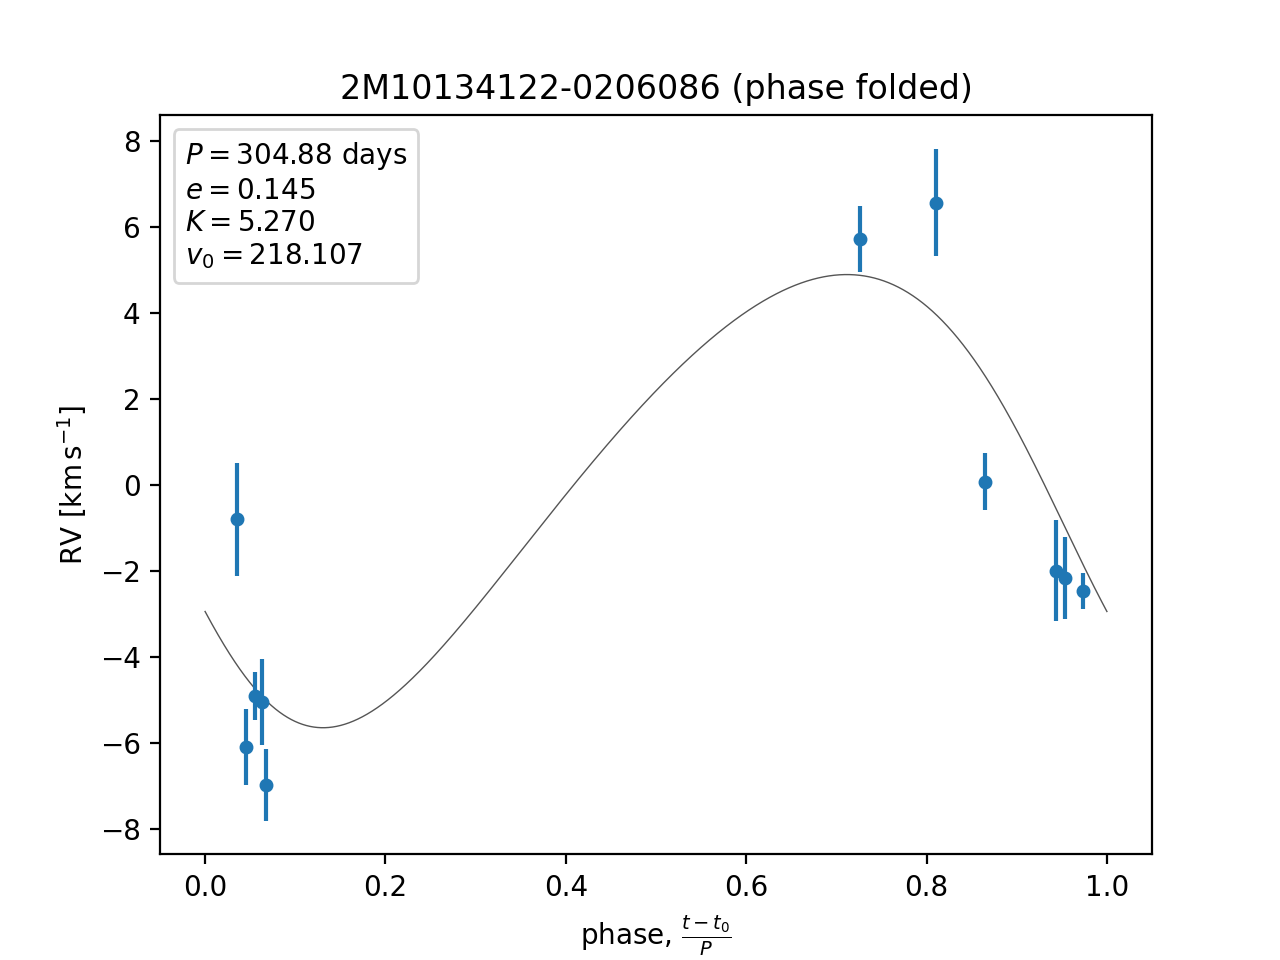 2M10134122-0206086 (phase folded)
P = 304.88 days
e = 0.145
K = 5.270
v₀ = 218.107
RV [km s⁻¹]
8
6
4
2
0
−2
−4
−6
−8
0.0 0.2 0.4 0.6 0.8 1.0
phase, (t − t₀)/P